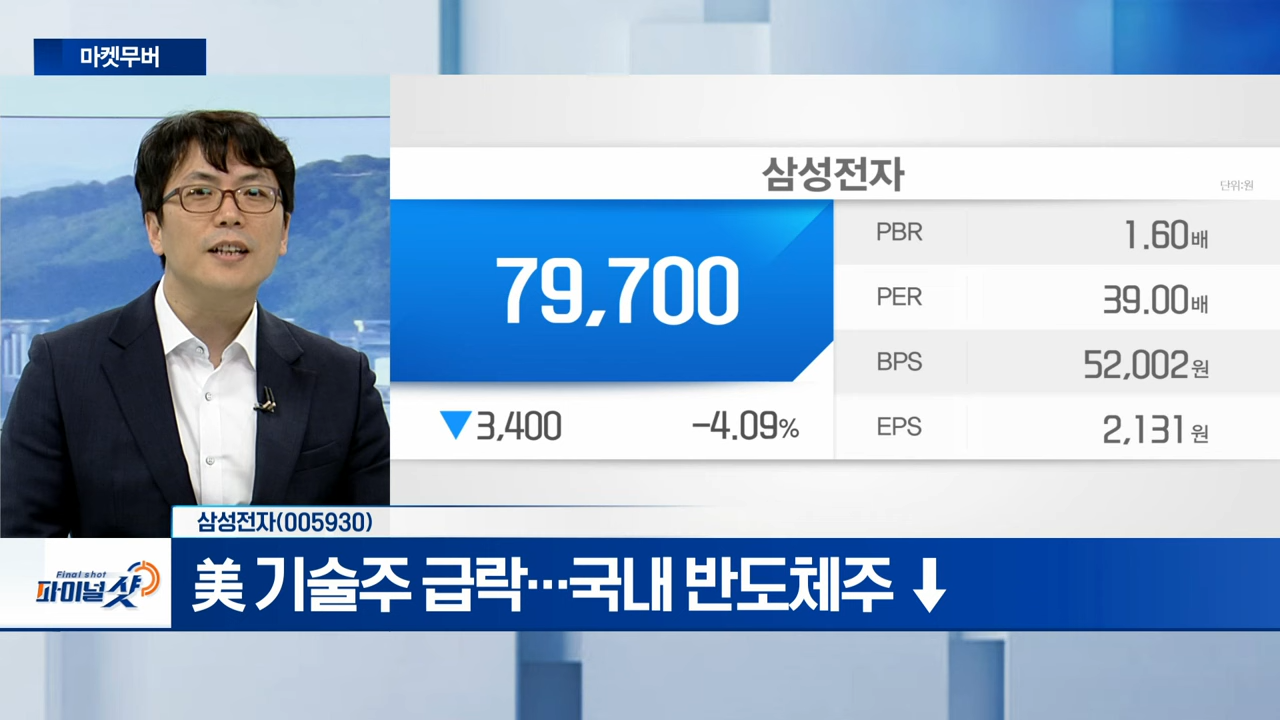 마켓무버
삼성전자
단위:원
79,700
▼3,400 -4.09%
PBR 1.60배
PER 39.00배
BPS 52,002원
EPS 2,131원
삼성전자(005930)
Final shot
파이널샷
美 기술주 급락…국내 반도체주 ↓